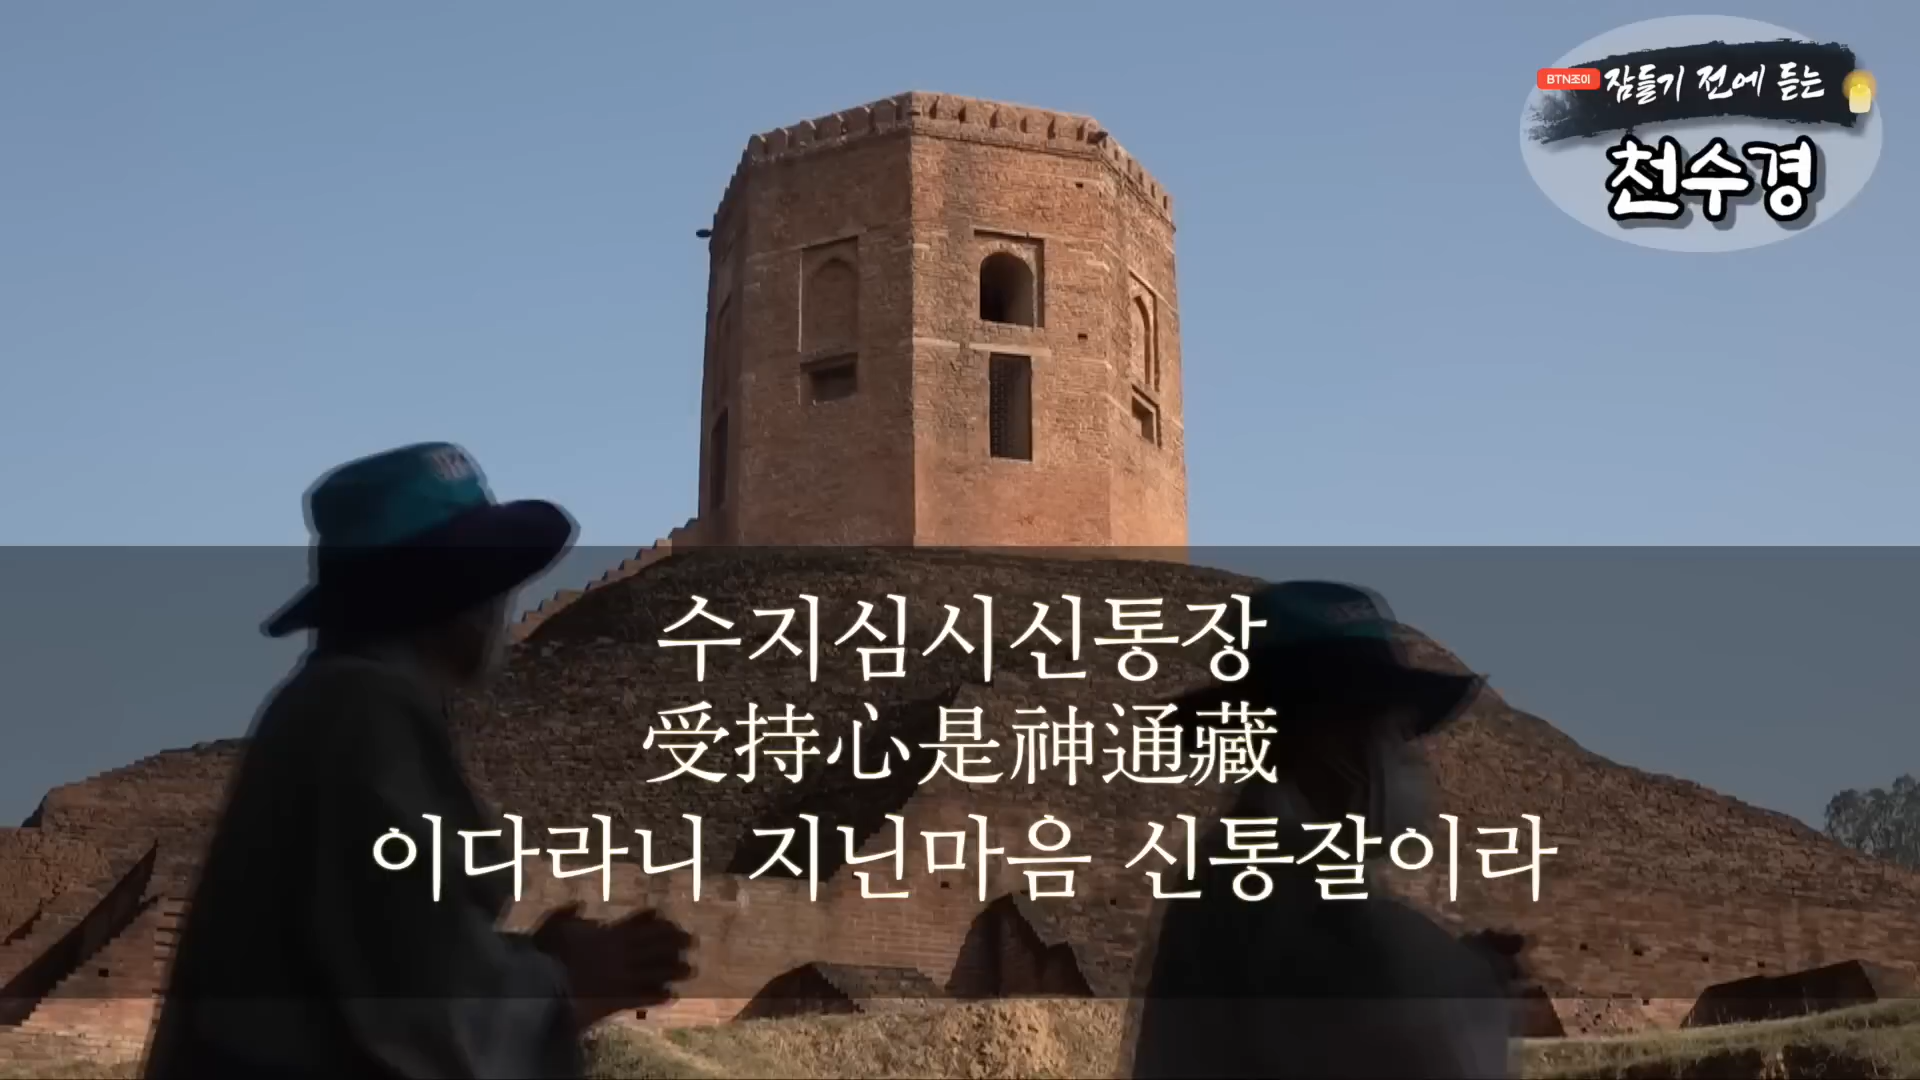 BTN조이
잠들기 전에 듣는
천수경
수지심시신통장
受持心是神通藏
이다라니 지닌마음 신통잘이라